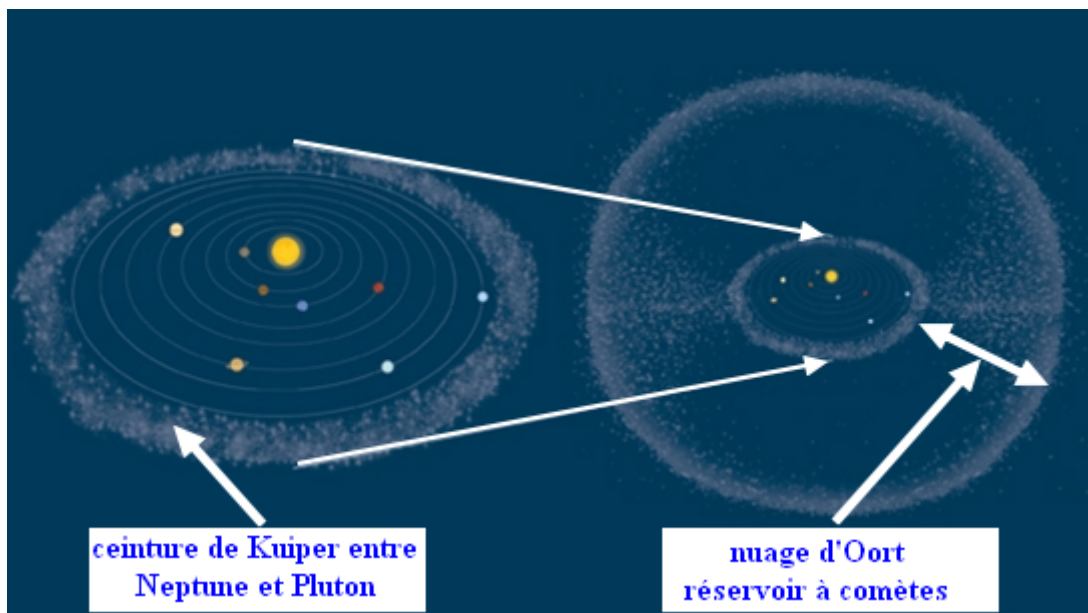 ceinture de Kuiper entre
Neptune et Pluton
nuage d'Oort
réservoir à comètes